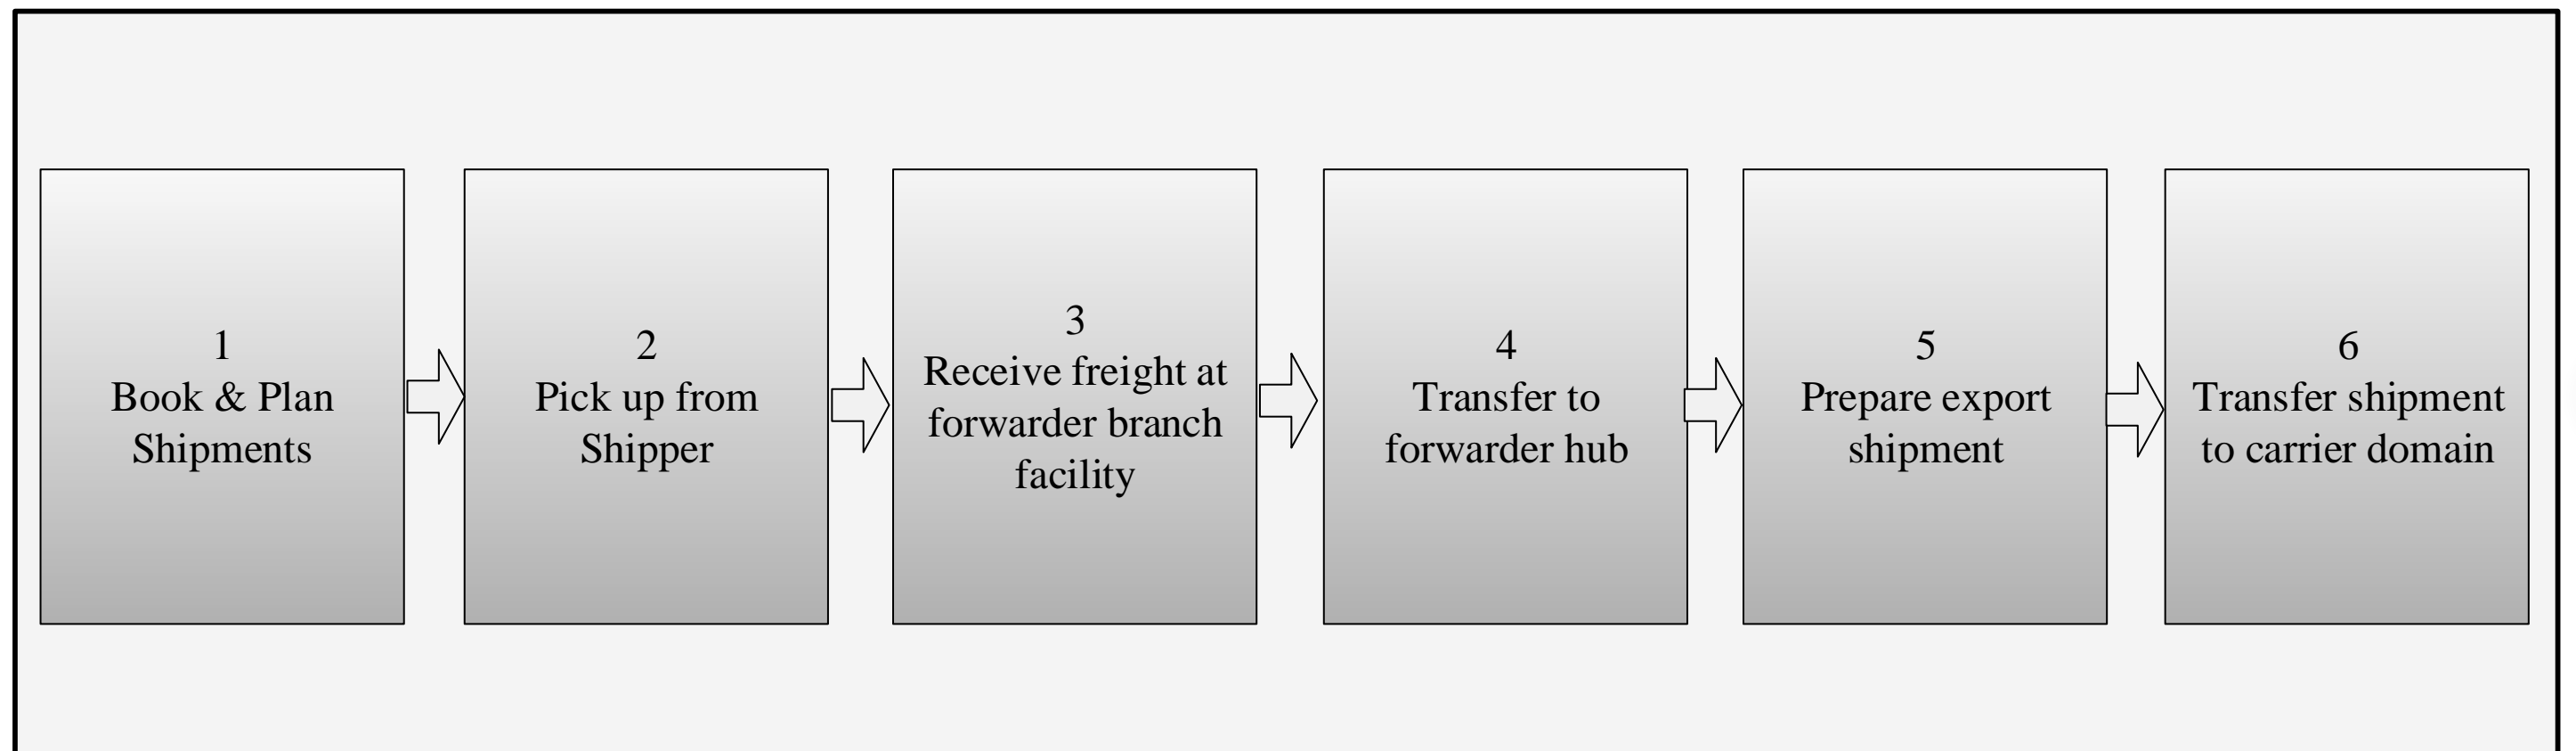 1
Book & Plan
Shipments
2
Pick up from
Shipper
3
Receive freight at
forwarder branch
facility
4
Transfer to
forwarder hub
5
Prepare export
shipment
6
Transfer shipment
to carrier domain